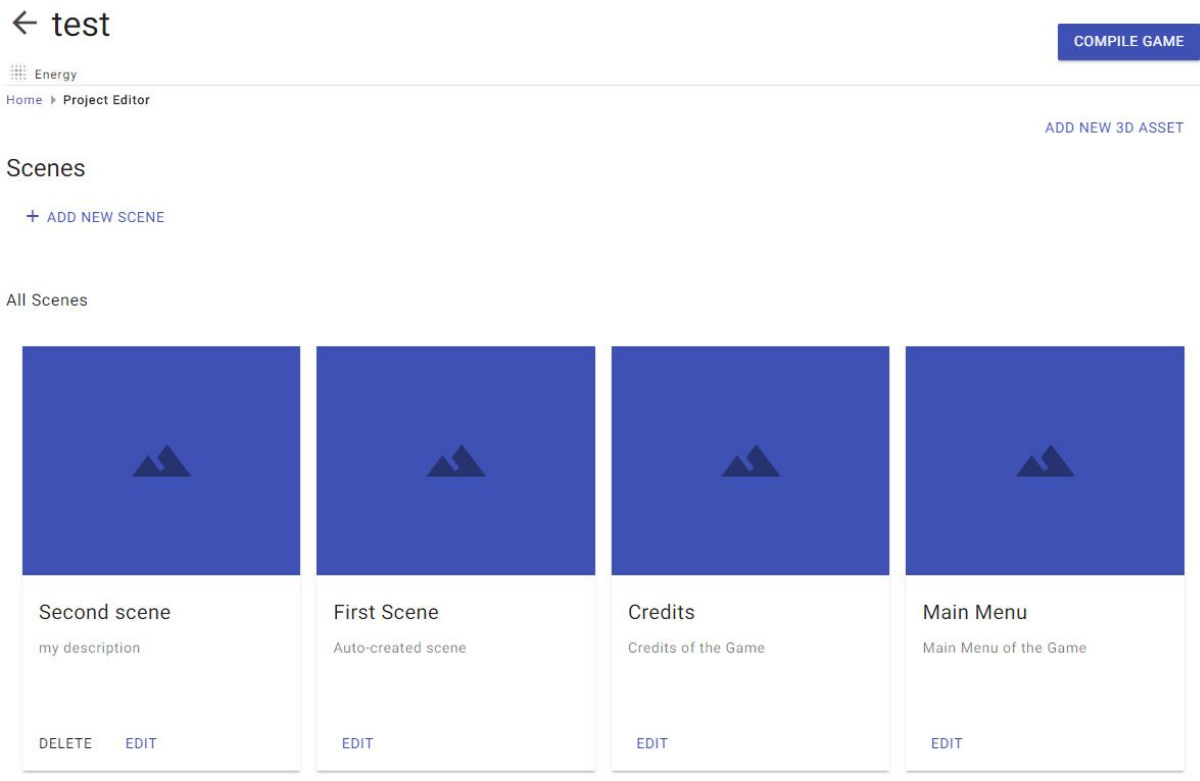 test
COMPILE GAME
Energy
Home Project Editor
ADD NEW 3D ASSET
Scenes
+ ADD NEW SCENE
All Scenes
Second scene
my description
DELETE EDIT
First Scene
Auto-created scene
EDIT
Credits
Credits of the Game
EDIT
Main Menu
Main Menu of the Game
EDIT